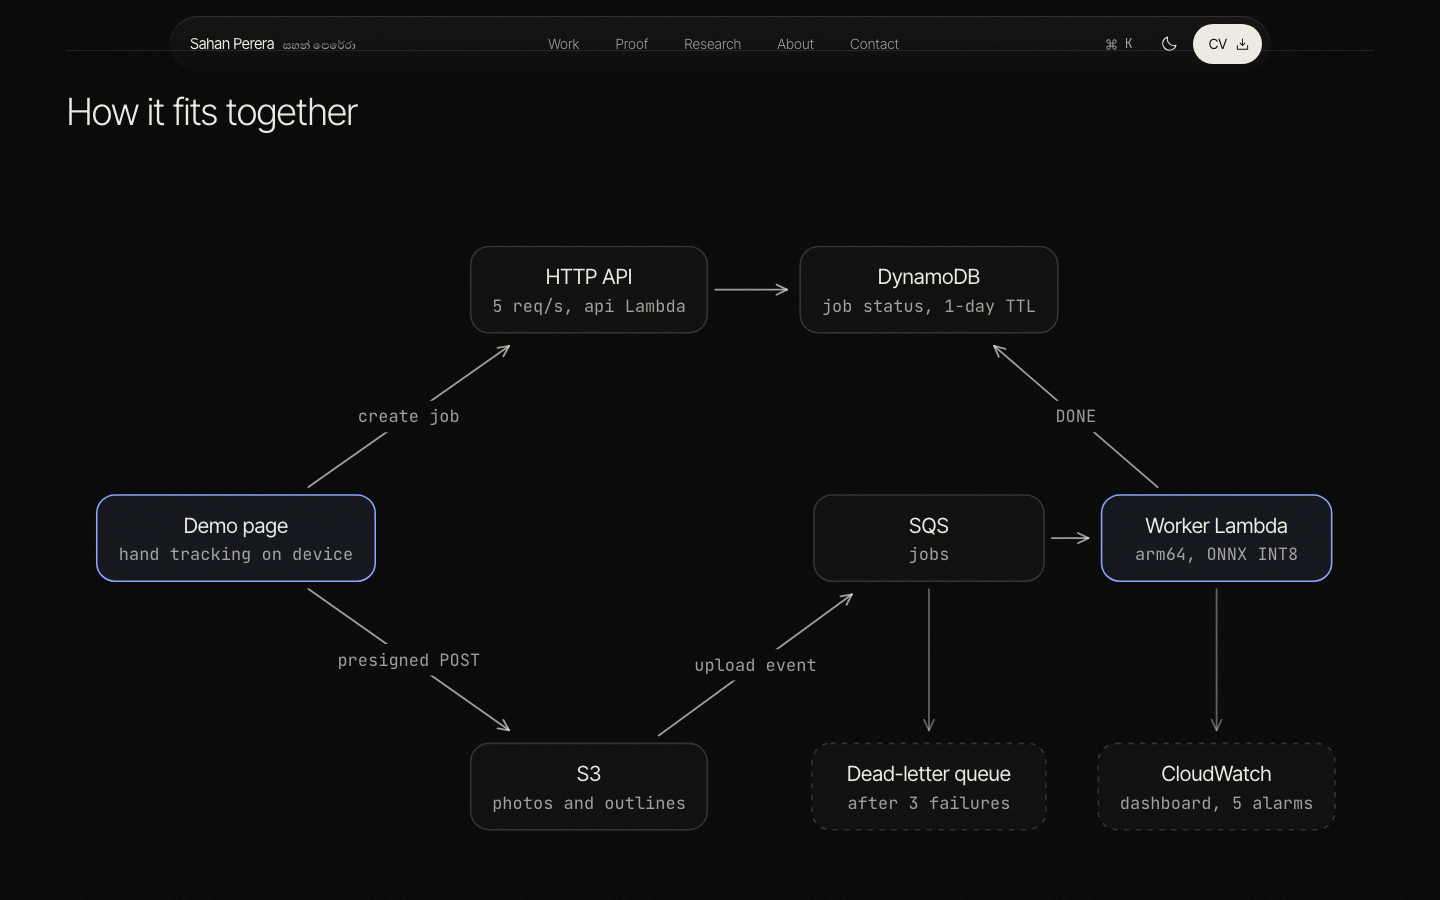 Sahan Perera සහන් පෙරේරා
Work
Proof
Research
About
Contact
⌘ K
CV
How it fits together
HTTP API
5 req/s, api Lambda
DynamoDB
job status, 1-day TTL
create job
DONE
Demo page
hand tracking on device
SQS
jobs
Worker Lambda
arm64, ONNX INT8
presigned POST
upload event
S3
photos and outlines
Dead-letter queue
after 3 failures
CloudWatch
dashboard, 5 alarms